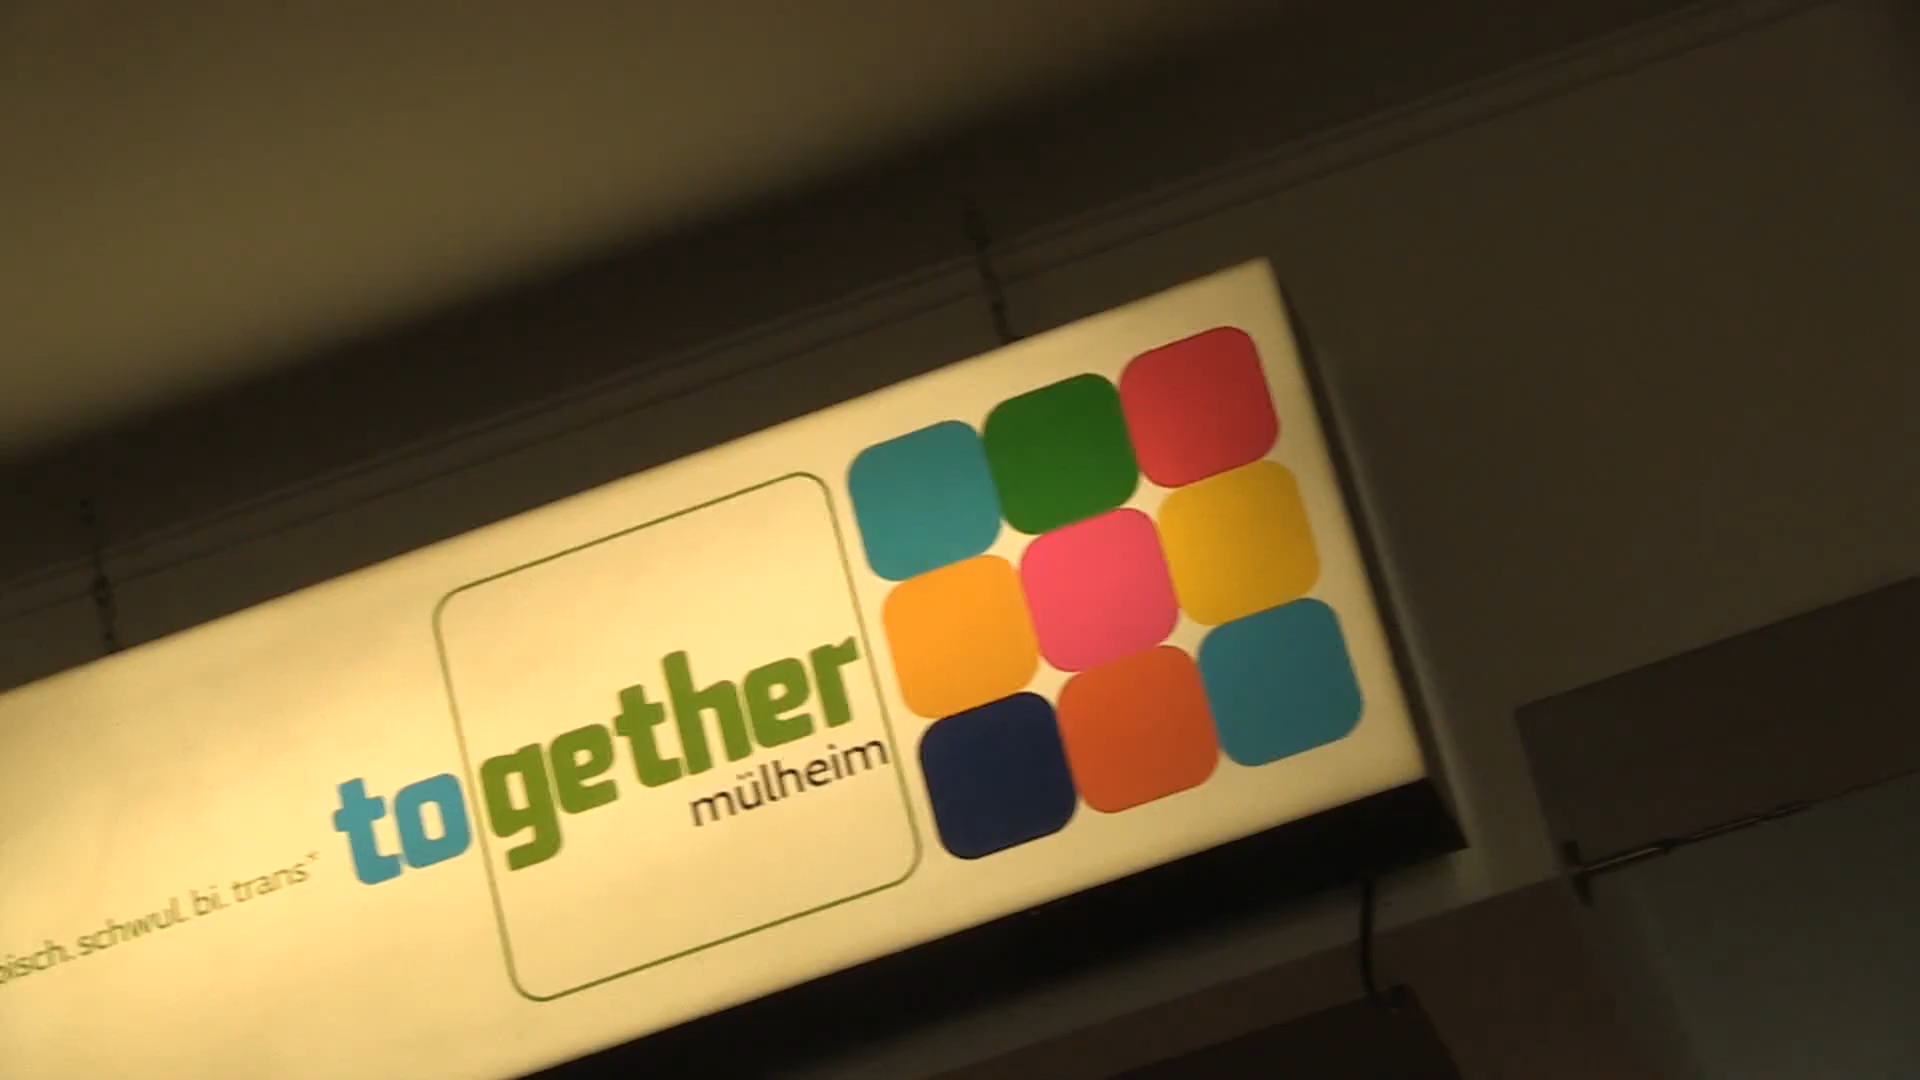 schwul. bi. trans*
together
mülheim